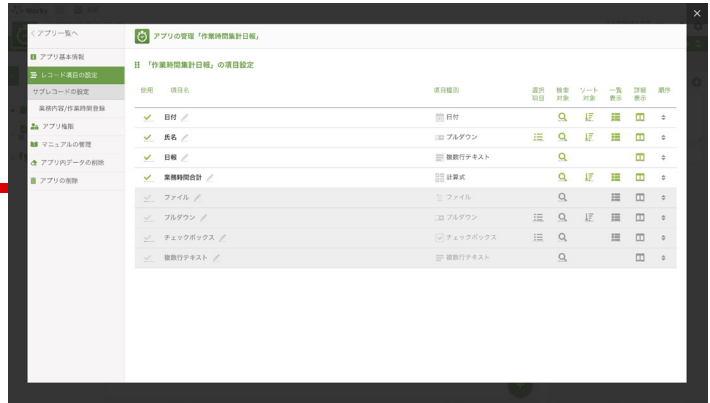 アプリ一覧へ
アプリの管理「作業時間集計日報」
アプリ基本情報
レコード項目の設定
サブレコードの設定
業務内容/作業時間登録
アプリ権限
マニュアルの管理
アプリ内データの削除
アプリの削除
「作業時間集計日報」の項目設定
使用 項目名 項目種別 選択項目 検索対象 ソート対象 一覧表示 詳細表示 順序
日付 日付
氏名 プルダウン
日報 複数行テキスト
業務時間合計 計算式
ファイル ファイル
プルダウン プルダウン
チェックボックス チェックボックス
複数行テキスト 複数行テキスト